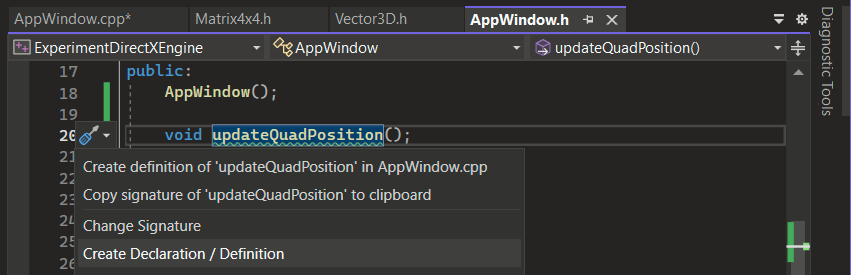 AppWindow.cpp*
Matrix4x4.h
Vector3D.h
AppWindow.h
ExperimentDirectXEngine
AppWindow
updateQuadPosition()
Diagnostic Tools
17 public:
18 AppWindow();
19
20 void updateQuadPosition();
21
22
23
24
25
26
Create definition of 'updateQuadPosition' in AppWindow.cpp
Copy signature of 'updateQuadPosition' to clipboard
Change Signature
Create Declaration / Definition